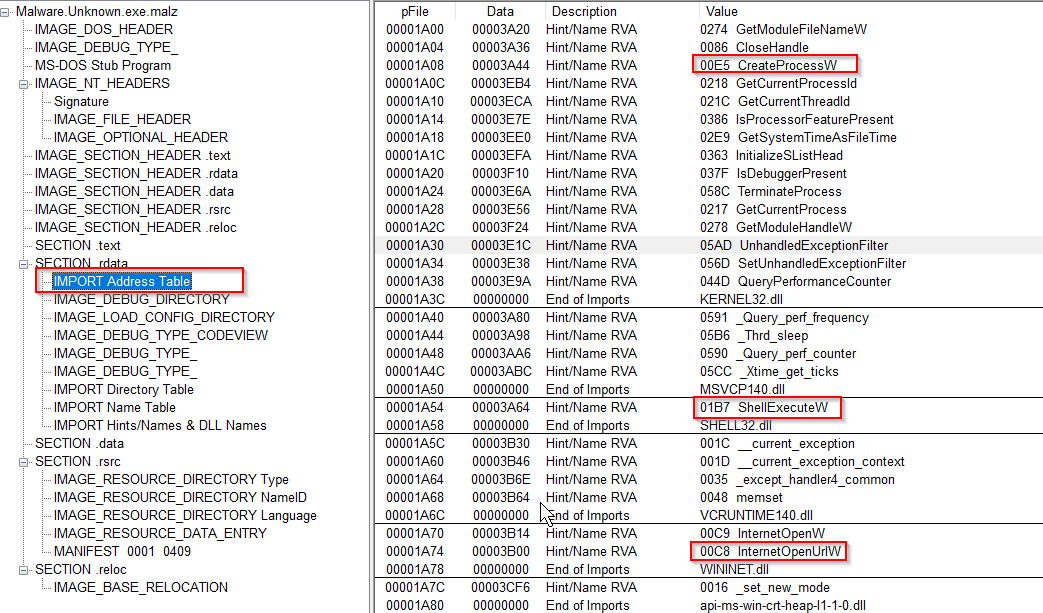 Malware.Unknown.exe.malz
IMAGE_DOS_HEADER
IMAGE_DEBUG_TYPE_
MS-DOS Stub Program
IMAGE_NT_HEADERS
Signature
IMAGE_FILE_HEADER
IMAGE_OPTIONAL_HEADER
IMAGE_SECTION_HEADER .text
IMAGE_SECTION_HEADER .rdata
IMAGE_SECTION_HEADER .data
IMAGE_SECTION_HEADER .rsrc
IMAGE_SECTION_HEADER .reloc
SECTION .text
SECTION .rdata
IMPORT Address Table
IMAGE_DEBUG_DIRECTORY
IMAGE_LOAD_CONFIG_DIRECTORY
IMAGE_DEBUG_TYPE_CODEVIEW
IMAGE_DEBUG_TYPE_
IMAGE_DEBUG_TYPE_
IMPORT Directory Table
IMPORT Name Table
IMPORT Hints/Names & DLL Names
SECTION .data
SECTION .rsrc
IMAGE_RESOURCE_DIRECTORY Type
IMAGE_RESOURCE_DIRECTORY NameID
IMAGE_RESOURCE_DIRECTORY Language
IMAGE_RESOURCE_DATA_ENTRY
MANIFEST 0001 0409
SECTION .reloc
IMAGE_BASE_RELOCATION
pFile Data Description Value
00001A00 00003A20 Hint/Name RVA 0274 GetModuleFileNameW
00001A04 00003A36 Hint/Name RVA 0086 CloseHandle
00001A08 00003A44 Hint/Name RVA 00E5 CreateProcessW
00001A0C 00003EB4 Hint/Name RVA 0218 GetCurrentProcessId
00001A10 00003ECA Hint/Name RVA 021C GetCurrentThreadId
00001A14 00003E7E Hint/Name RVA 0386 IsProcessorFeaturePresent
00001A18 00003EE0 Hint/Name RVA 02E9 GetSystemTimeAsFileTime
00001A1C 00003EFA Hint/Name RVA 0363 InitializeSListHead
00001A20 00003F10 Hint/Name RVA 037F IsDebuggerPresent
00001A24 00003E6A Hint/Name RVA 058C TerminateProcess
00001A28 00003E56 Hint/Name RVA 0217 GetCurrentProcess
00001A2C 00003F24 Hint/Name RVA 0278 GetModuleHandleW
00001A30 00003E1C Hint/Name RVA 05AD UnhandledExceptionFilter
00001A34 00003E38 Hint/Name RVA 056D SetUnhandledExceptionFilter
00001A38 00003E9A Hint/Name RVA 044D QueryPerformanceCounter
00001A3C 00000000 End of Imports KERNEL32.dll
00001A40 00003A80 Hint/Name RVA 0591 _Query_perf_frequency
00001A44 00003A98 Hint/Name RVA 05B6 _Thrd_sleep
00001A48 00003AA6 Hint/Name RVA 0590 _Query_perf_counter
00001A4C 00003ABC Hint/Name RVA 05CC _Xtime_get_ticks
00001A50 00000000 End of Imports MSVCP140.dll
00001A54 00003A64 Hint/Name RVA 01B7 ShellExecuteW
00001A58 00000000 End of Imports SHELL32.dll
00001A5C 00003B30 Hint/Name RVA 001C __current_exception
00001A60 00003B46 Hint/Name RVA 001D __current_exception_context
00001A64 00003B6E Hint/Name RVA 0035 _except_handler4_common
00001A68 00003B64 Hint/Name RVA 0048 memset
00001A6C 00000000 End of Imports VCRUNTIME140.dll
00001A70 00003B14 Hint/Name RVA 00C9 InternetOpenW
00001A74 00003B00 Hint/Name RVA 00C8 InternetOpenUrlW
00001A78 00000000 End of Imports WININET.dll
00001A7C 00003CF6 Hint/Name RVA 0016 _set_new_mode
00001A80 00000000 End of Imports api-ms-win-crt-heap-l1-1-0.dll